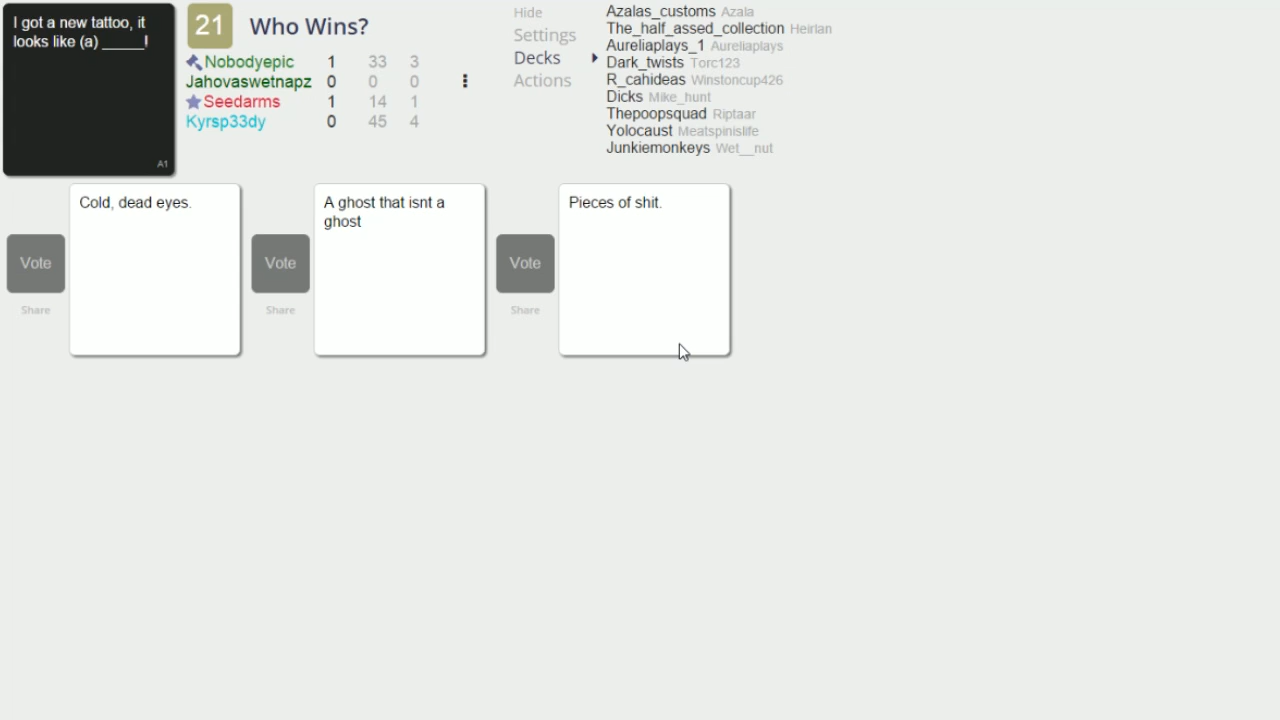 I got a new tattoo, it
looks like (a) _____!
A1
21 Who Wins?
Nobodyepic 1 33 3
Jahovaswetnapz 0 0 0
Seedarms 1 14 1
Kyrsp33dy 0 45 4
Hide
Settings
Decks
Actions
Azalas_customs Azala
The_half_assed_collection Heirlan
Aureliaplays_1 Aureliaplays
Dark_twists Torc123
R_cahideas Winstoncup426
Dicks Mike_hunt
Thepoopsquad Riptaar
Yolocaust Meatspinislife
Junkiemonkeys Wet__nut
Vote
Share
Cold, dead eyes.
Vote
Share
A ghost that isnt a
ghost
Vote
Share
Pieces of shit.